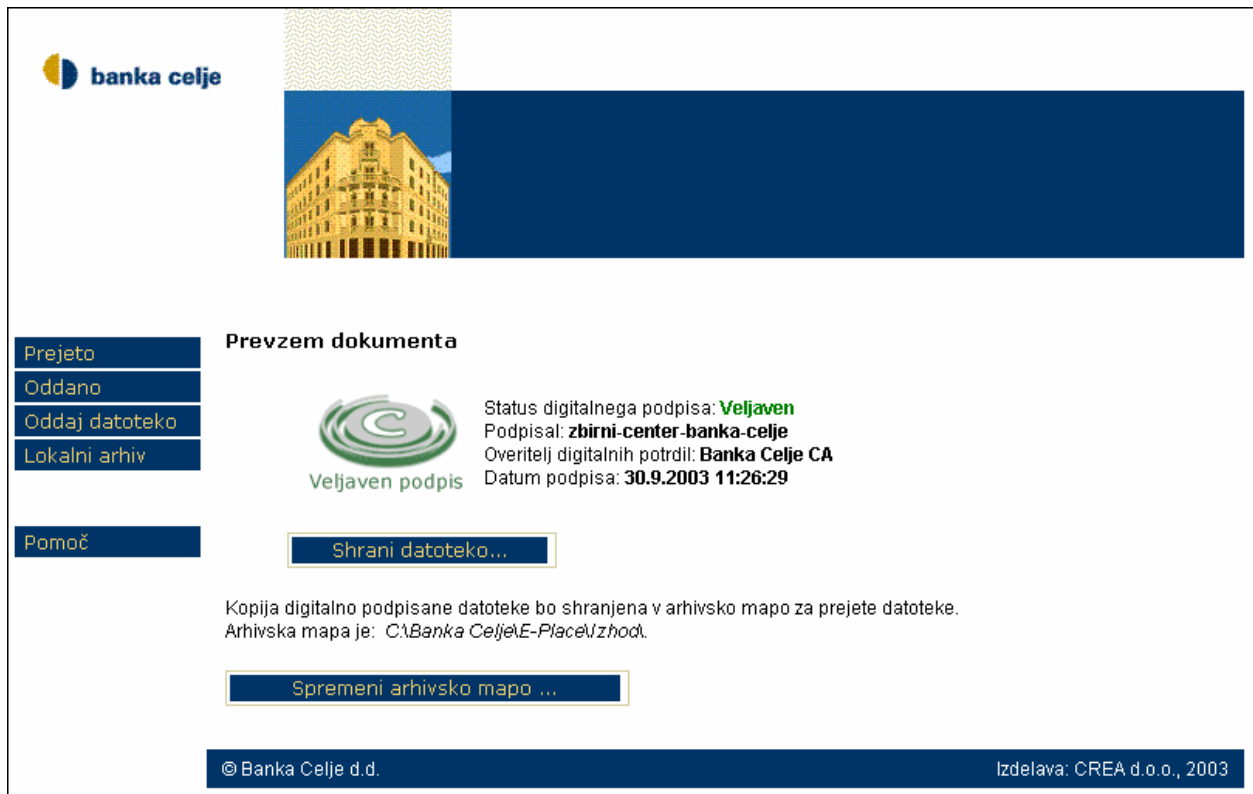 banka celje
Prejeto
Oddano
Oddaj datoteko
Lokalni arhiv
Pomoč
Prevzem dokumenta
C
Veljaven podpis
Status digitalnega podpisa: Veljaven
Podpisal: zbirni-center-banka-celje
Overitelj digitalnih potrdil: Banka Celje CA
Datum podpisa: 30.9.2003 11:26:29
Shrani datoteko...
Kopija digitalno podpisane datoteke bo shranjena v arhivsko mapo za prejete datoteke.
Arhivska mapa je: C:\Banka Celje\E-Place\Izhod\.
Spremeni arhivsko mapo ...
© Banka Celje d.d.
Izdelava: CREA d.o.o., 2003